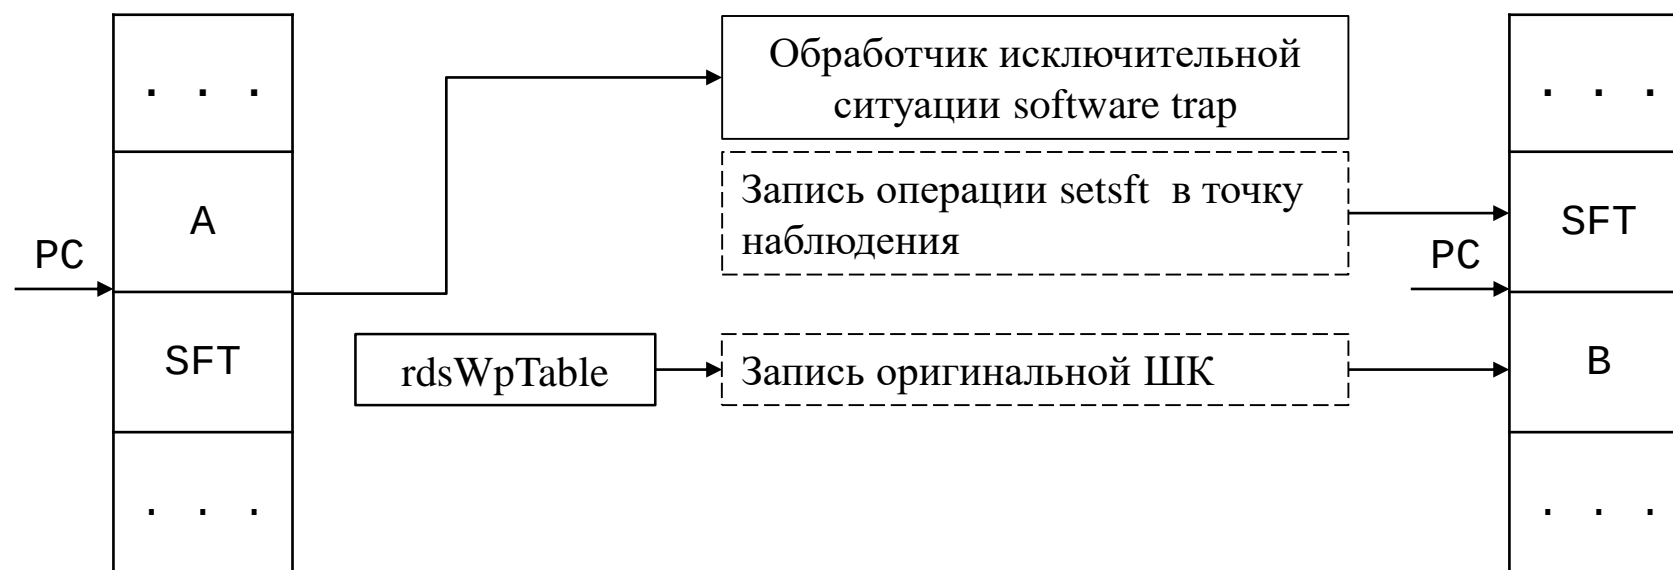 . . .
A
PC
SFT
. . .
Обработчик исключительной
ситуации software trap
Запись операции setsft в точку
наблюдения
rdsWpTable
Запись оригинальной ШК
. . .
SFT
PC
B
. . .